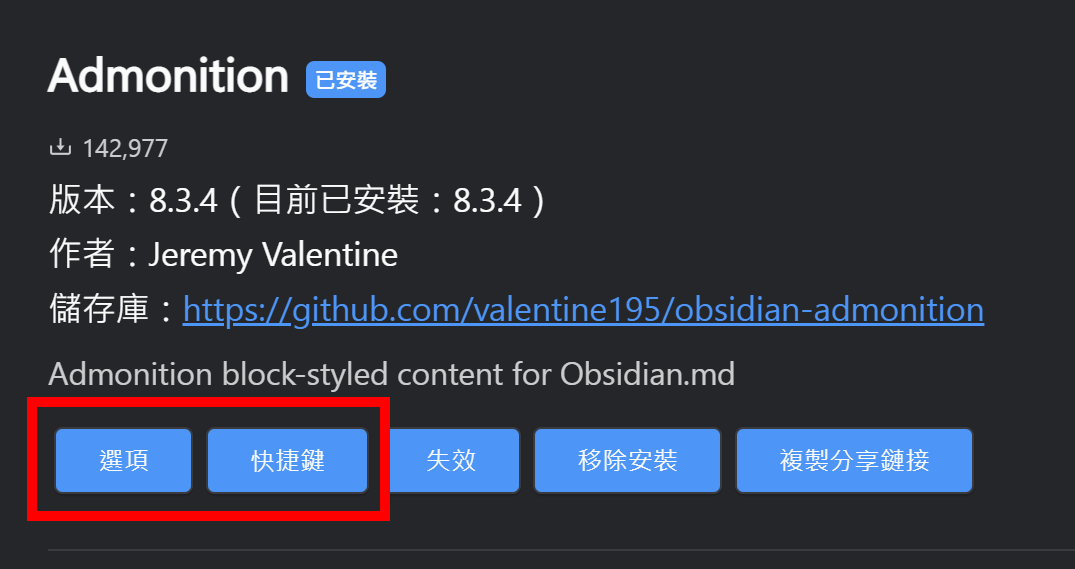 Admonition 已安裝
142,977
版本：8.3.4（目前已安裝：8.3.4）
作者：Jeremy Valentine
儲存庫：https://github.com/valentine195/obsidian-admonition
Admonition block-styled content for Obsidian.md
選項 快捷鍵 失效 移除安裝 複製分享鏈接